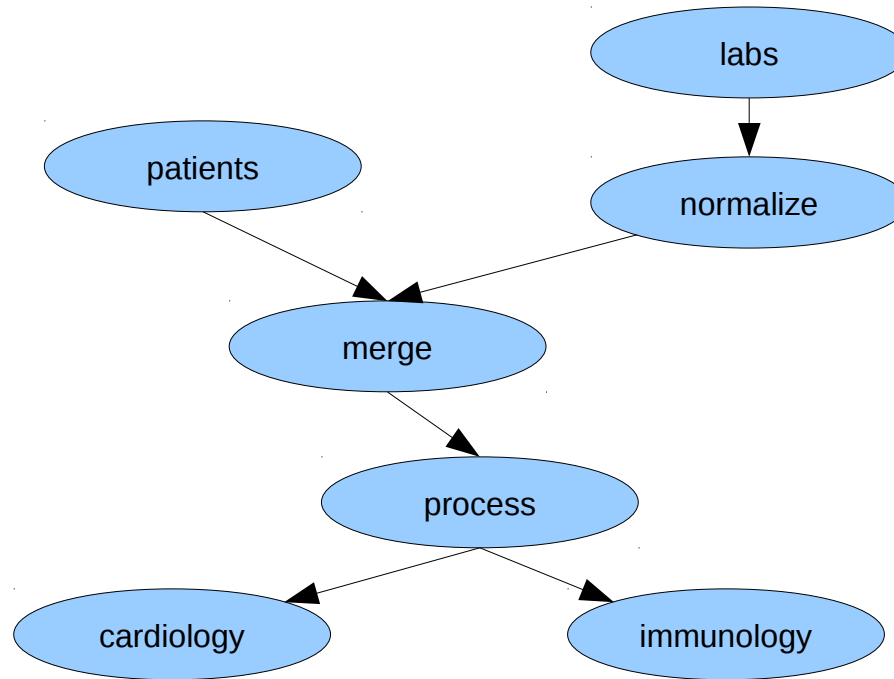 labs
patients
normalize
merge
process
cardiology
immunology